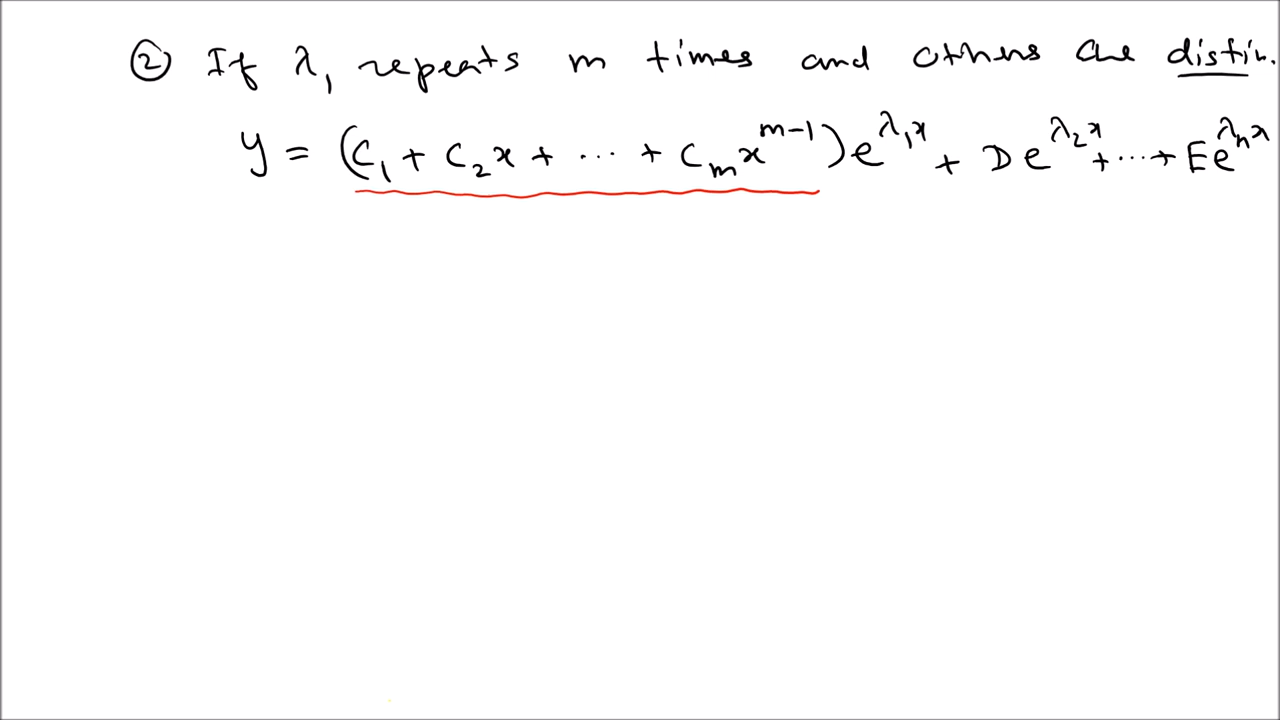 ② If λ₁ repeats m times and others are distin.
y = (C₁ + C₂x + ... + Cₘx^{m-1})e^{λ₁x} + De^{λ₂x} + ... + Ee^{λₙx}